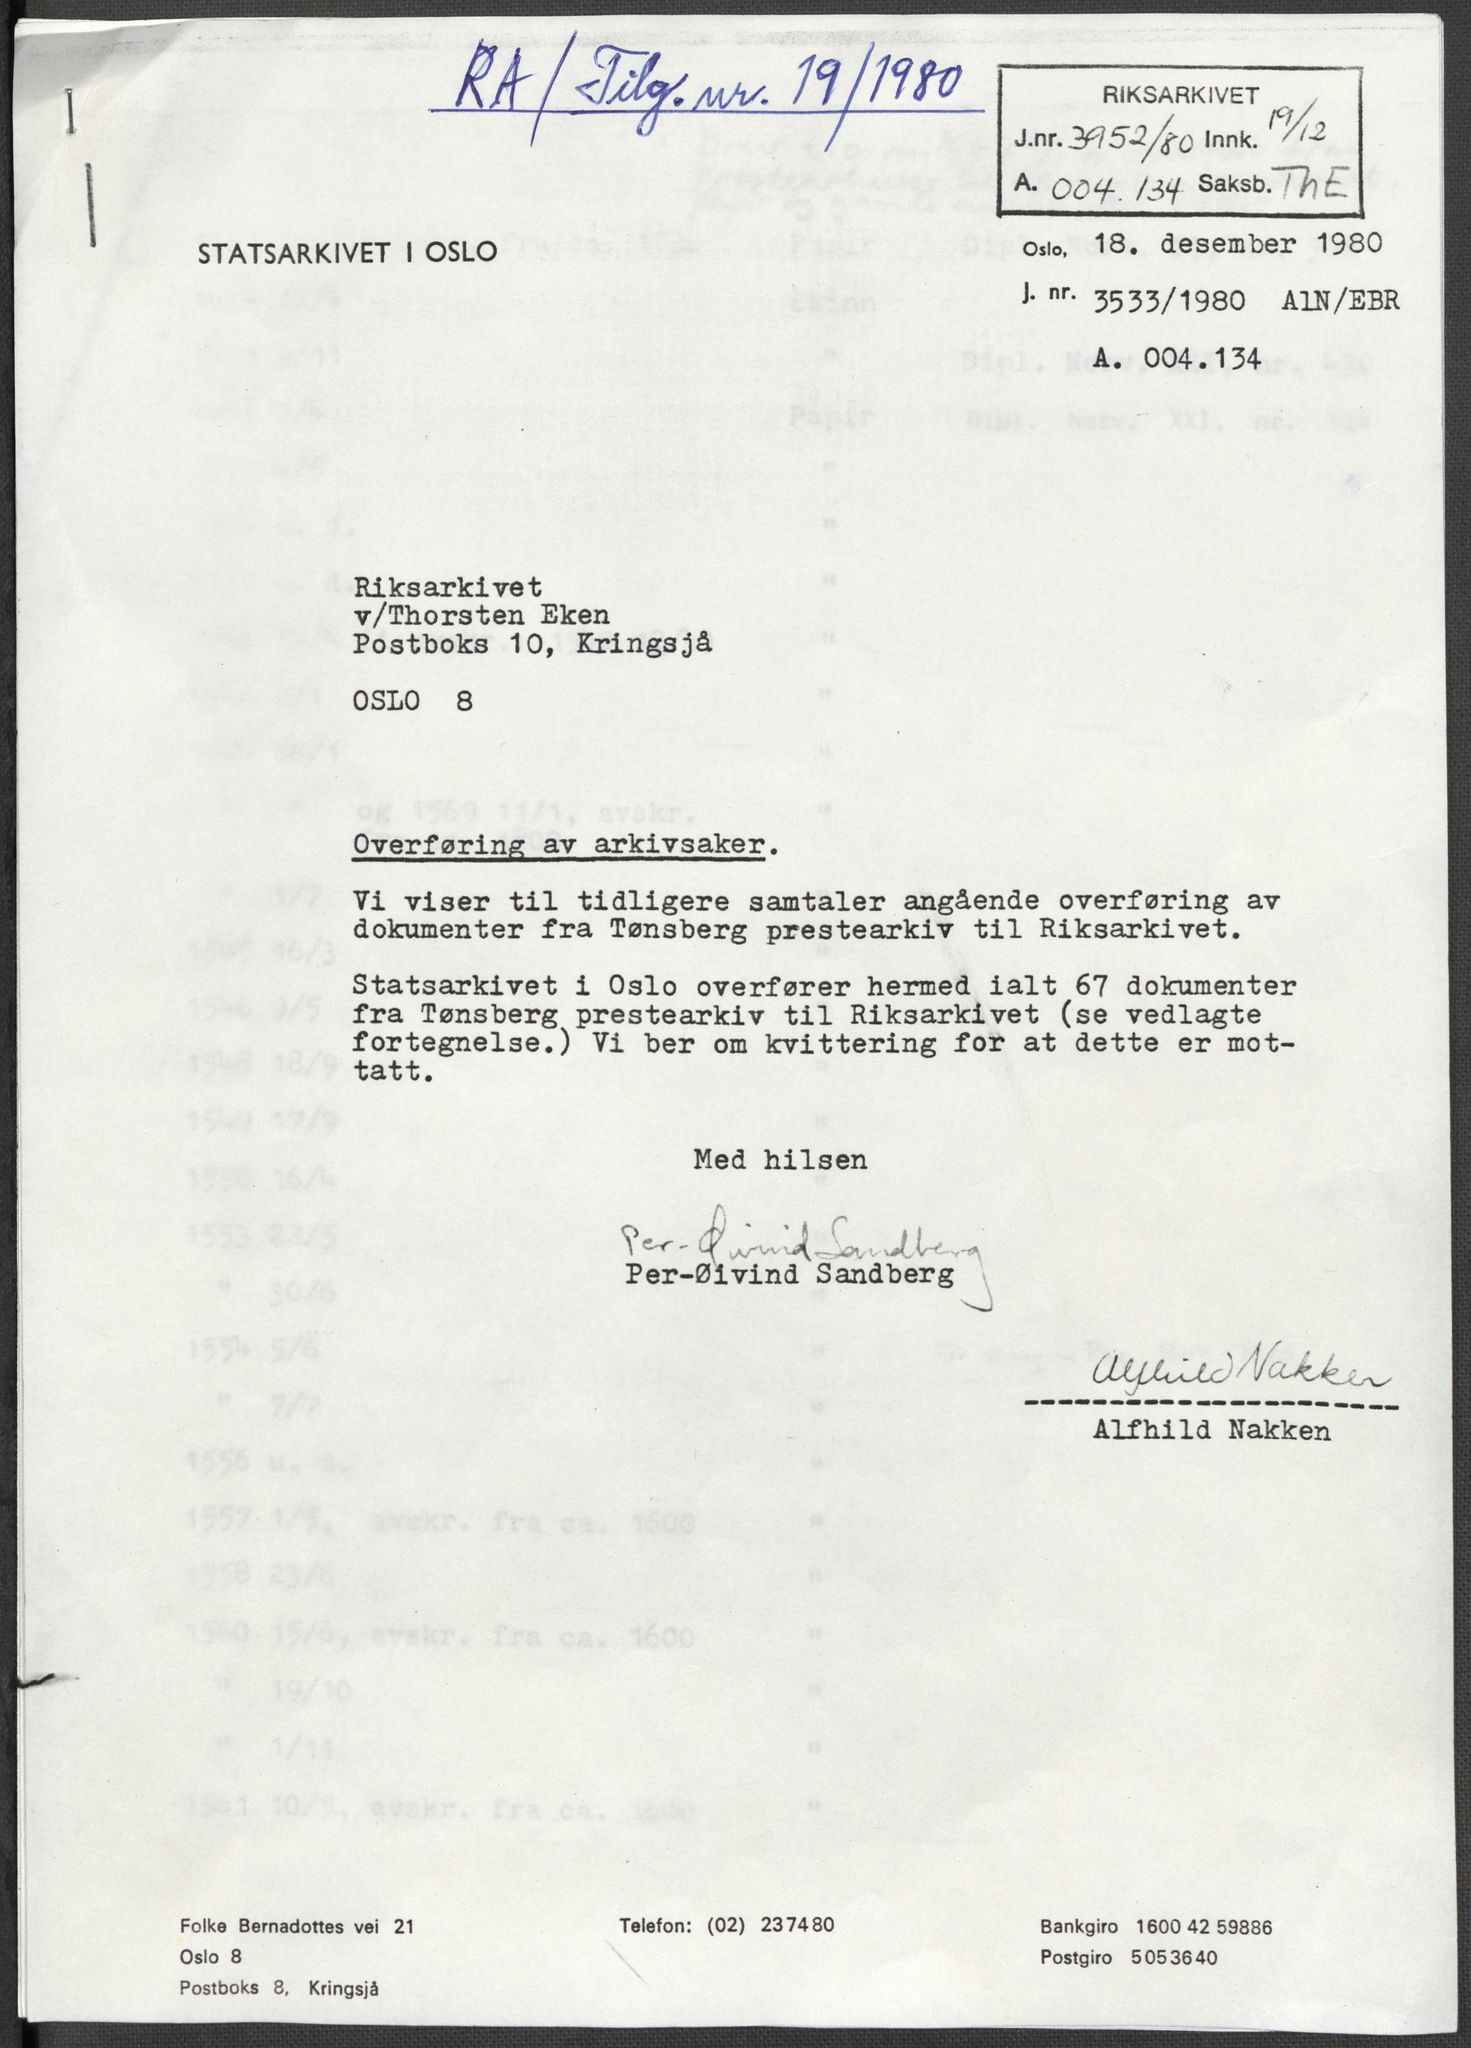 RA/Tilg.nr. 19/1980
RIKSARKIVET
J.nr. 3952/80 Innk. 19/12
A. 004.134 Saksb. ThE
STATSARKIVET I OSLO
Oslo, 18. desember 1980
J. nr. 3533/1980 AlN/EBR
A. 004.134
Riksarkivet
v/Thorsten Eken
Postboks 10, Kringsjå
OSLO 8
Overføring av arkivsaker.
Vi viser til tidligere samtaler angående overføring av
dokumenter fra Tønsberg prestearkiv til Riksarkivet.
Statsarkivet i Oslo overfører hermed ialt 67 dokumenter
fra Tønsberg prestearkiv til Riksarkivet (se vedlagte
fortegnelse.) Vi ber om kvittering for at dette er mot-
tatt.
Med hilsen
Per-Øivind Sandberg
Per-Øivind Sandberg
Alfhild Nakken
Alfhild Nakken
Folke Bernadottes vei 21
Oslo 8
Postboks 8, Kringsjå
Telefon: (02) 237480
Bankgiro 1600 42 59886
Postgiro 5053640